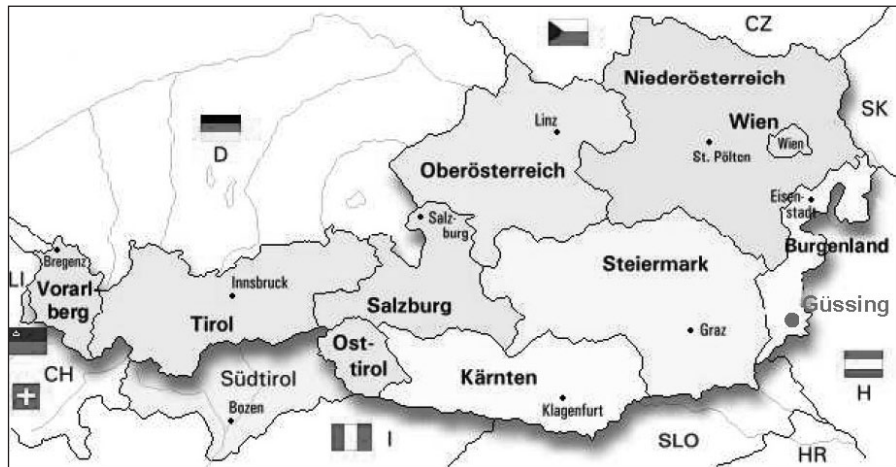 CZ
Niederösterreich
SK
D
Linz
Wien
Wien
St. Pölten
Oberösterreich
Eisen-
stadt
Salz-
burg
Burgenland
Bregenz
LI
Vorarl-
berg
Innsbruck
Tirol
Salzburg
Steiermark
Güssing
Graz
Ost-
tirol
CH
Südtirol
Kärnten
H
Bozen
Klagenfurt
I
SLO
HR